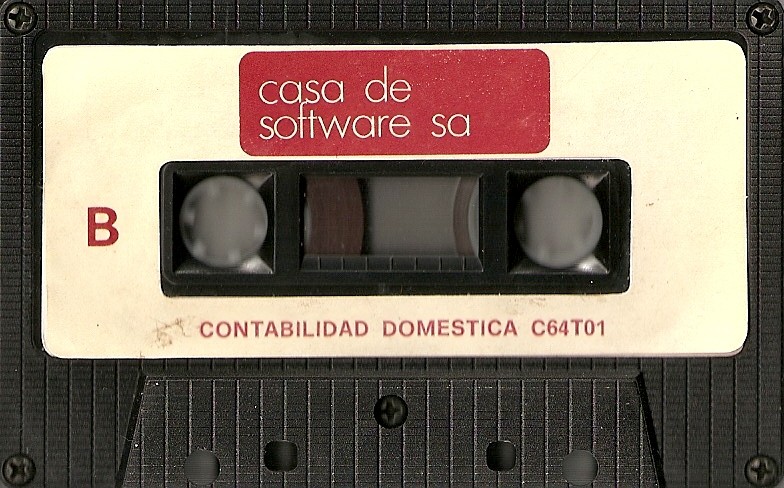 casa de
software sa
B
CONTABILIDAD DOMESTICA C64T01